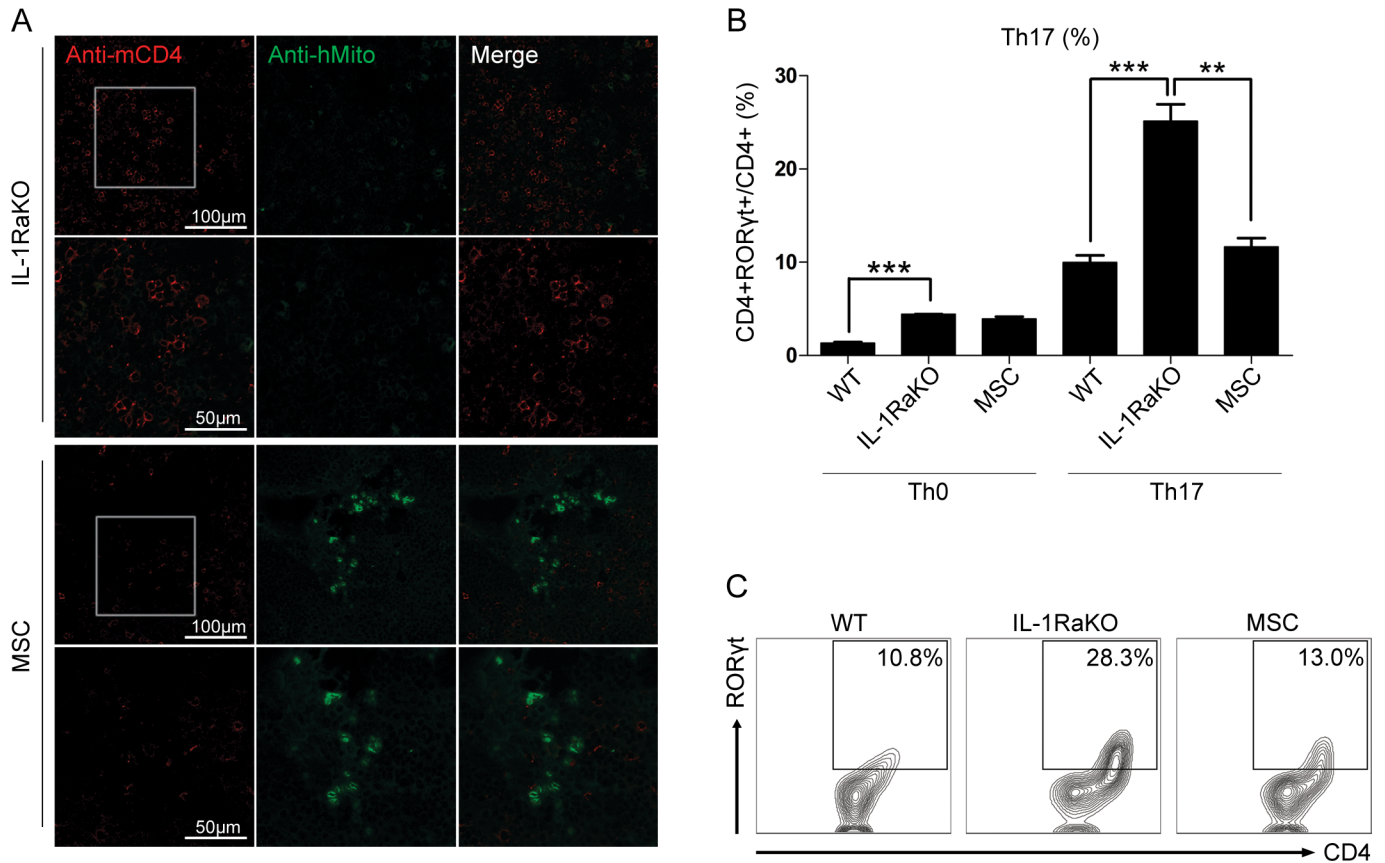 A
Anti-mCD4
Anti-hMito
Merge
IL-1RaKO
100μm
50μm
MSC
100μm
50μm
B
Th17 (%)
CD4+RORγt+/CD4+ (%)
30
20
10
0
***
***
**
WT
IL-1RaKO
MSC
WT
IL-1RaKO
MSC
Th0
Th17
C
WT
IL-1RaKO
MSC
10.8%
28.3%
13.0%
RORγt
CD4